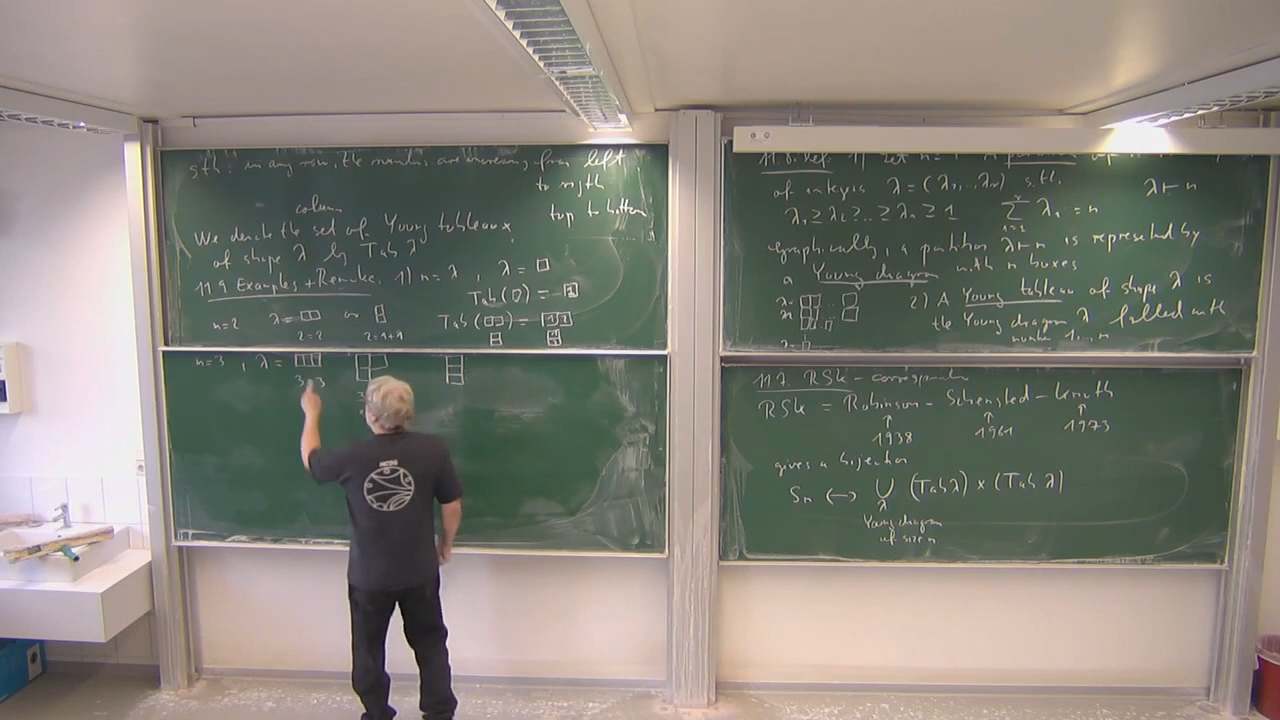 s.th. in any row, the numbers are increasing from left
to rigth
column
top to bottom
We denote the set of Young tableaux
of shape λ by Tab λ
11.9 Examples + Remarks. 1) n = 1 , λ = □
Tab(□) = 1
n=2 λ = or
Tab( ) = 1 2
2=2 2=1+1
n=3 , λ =
3=3
11.8. Def. 1)
of integers λ = (λ1,...,λr) s.th. λ ⊢ n
λ1 ≥ λ2 ≥ ... ≥ λr ≥ 1 Σ λi = n
graphically, a partition λ ⊢ n is represented by
a Young diagram with n boxes
2) A Young tableau of shape λ is
the Young diagram λ filled with
numbers 1,..,n
11.7. RSK-correspondence
RSK = Robinson - Schensted - Knuth
↑ ↑ ↑
1938 1961 1973
gives a bijection
Sn ↔ ∪ (Tab λ) × (Tab λ)
λ
Young diagram
of size n